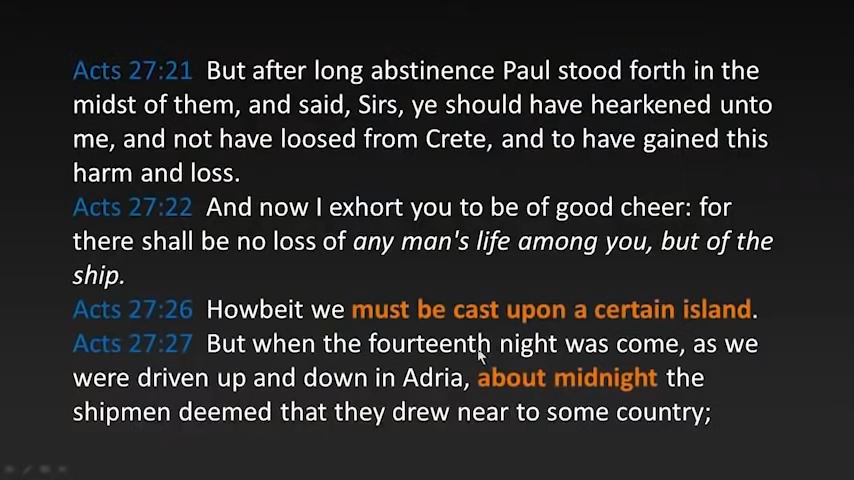 Acts 27:21 But after long abstinence Paul stood forth in the
midst of them, and said, Sirs, ye should have hearkened unto
me, and not have loosed from Crete, and to have gained this
harm and loss.
Acts 27:22 And now I exhort you to be of good cheer: for
there shall be no loss of any man's life among you, but of the
ship.
Acts 27:26 Howbeit we must be cast upon a certain island.
Acts 27:27 But when the fourteenth night was come, as we
were driven up and down in Adria, about midnight the
shipmen deemed that they drew near to some country;